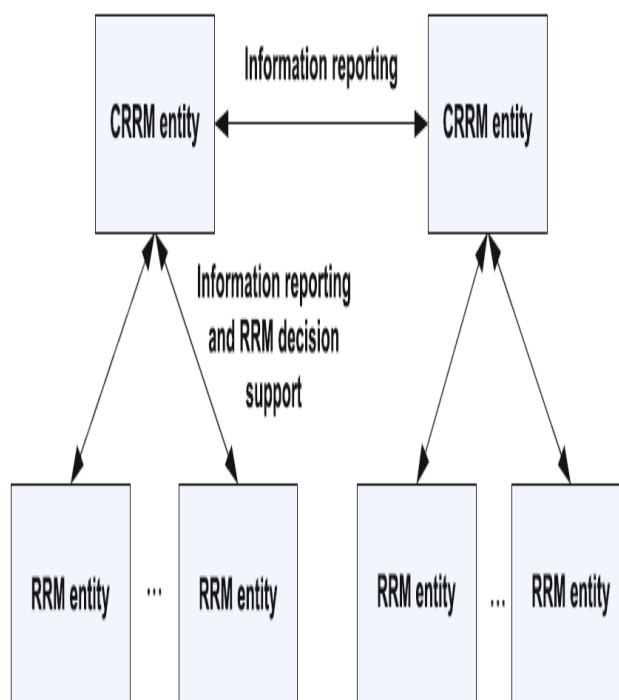 Information reporting
CRRM entity
CRRM entity
Information reporting
and RRM decision
support
RRM entity
...
RRM entity
RRM entity
...
RRM entity